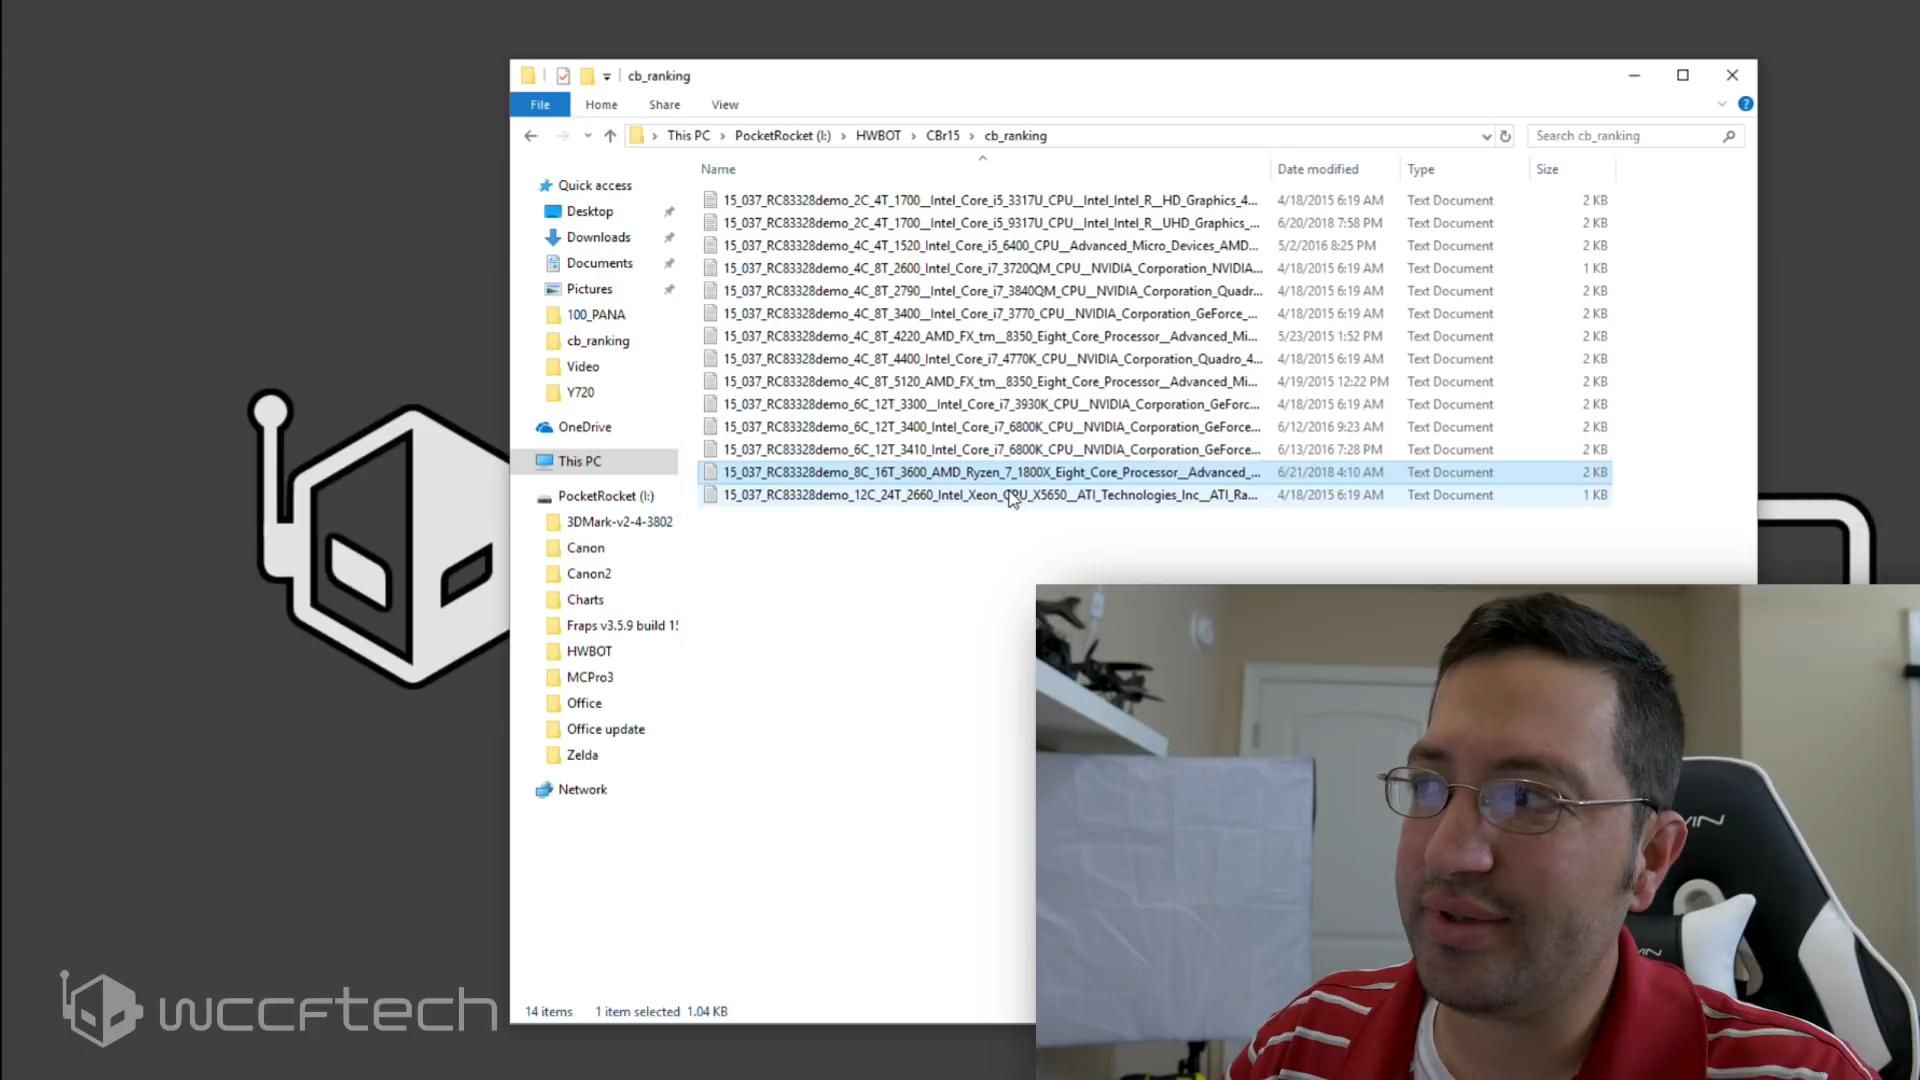 cb_ranking
File Home Share View
This PC PocketRocket (I:) HWBOT CBr15 cb_ranking
Search cb_ranking
Name Date modified Type Size
15_037_RC83328demo_2C_4T_1700__Intel_Core_i5_3317U_CPU__Intel_Intel_R__HD_Graphics_4... 4/18/2015 6:19 AM Text Document 2 KB
15_037_RC83328demo_2C_4T_1700__Intel_Core_i5_9317U_CPU__Intel_Intel_R__UHD_Graphics_... 6/20/2018 7:58 PM Text Document 2 KB
15_037_RC83328demo_4C_4T_1520_Intel_Core_i5_6400_CPU__Advanced_Micro_Devices_AMD... 5/2/2016 8:25 PM Text Document 2 KB
15_037_RC83328demo_4C_8T_2600_Intel_Core_i7_3720QM_CPU__NVIDIA_Corporation_NVIDIA... 4/18/2015 6:19 AM Text Document 1 KB
15_037_RC83328demo_4C_8T_2790__Intel_Core_i7_3840QM_CPU__NVIDIA_Corporation_Quadr... 4/18/2015 6:19 AM Text Document 2 KB
15_037_RC83328demo_4C_8T_3400__Intel_Core_i7_3770_CPU__NVIDIA_Corporation_GeForce_... 4/18/2015 6:19 AM Text Document 2 KB
15_037_RC83328demo_4C_8T_4220_AMD_FX_tm__8350_Eight_Core_Processor__Advanced_Mi... 5/23/2015 1:52 PM Text Document 2 KB
15_037_RC83328demo_4C_8T_4400_Intel_Core_i7_4770K_CPU__NVIDIA_Corporation_Quadro_4... 4/18/2015 6:19 AM Text Document 2 KB
15_037_RC83328demo_4C_8T_5120_AMD_FX_tm__8350_Eight_Core_Processor__Advanced_Mi... 4/19/2015 12:22 PM Text Document 2 KB
15_037_RC83328demo_6C_12T_3300__Intel_Core_i7_3930K_CPU__NVIDIA_Corporation_GeForc... 4/18/2015 6:19 AM Text Document 2 KB
15_037_RC83328demo_6C_12T_3400_Intel_Core_i7_6800K_CPU__NVIDIA_Corporation_GeForce... 6/12/2016 9:23 AM Text Document 2 KB
15_037_RC83328demo_6C_12T_3410_Intel_Core_i7_6800K_CPU__NVIDIA_Corporation_GeForce... 6/13/2016 7:28 PM Text Document 2 KB
15_037_RC83328demo_8C_16T_3600_AMD_Ryzen_7_1800X_Eight_Core_Processor__Advanced_... 6/21/2018 4:10 AM Text Document 2 KB
15_037_RC83328demo_12C_24T_2660_Intel_Xeon_CPU_X5650__ATI_Technologies_Inc__ATI_Ra... 4/18/2015 6:19 AM Text Document 1 KB
Quick access
Desktop
Downloads
Documents
Pictures
100_PANA
cb_ranking
Video
Y720
OneDrive
This PC
PocketRocket (I:)
3DMark-v2-4-3802
Canon
Canon2
Charts
Fraps v3.5.9 build 15
HWBOT
MCPro3
Office
Office update
Zelda
Network
14 items 1 item selected 1.04 KB
wccftech